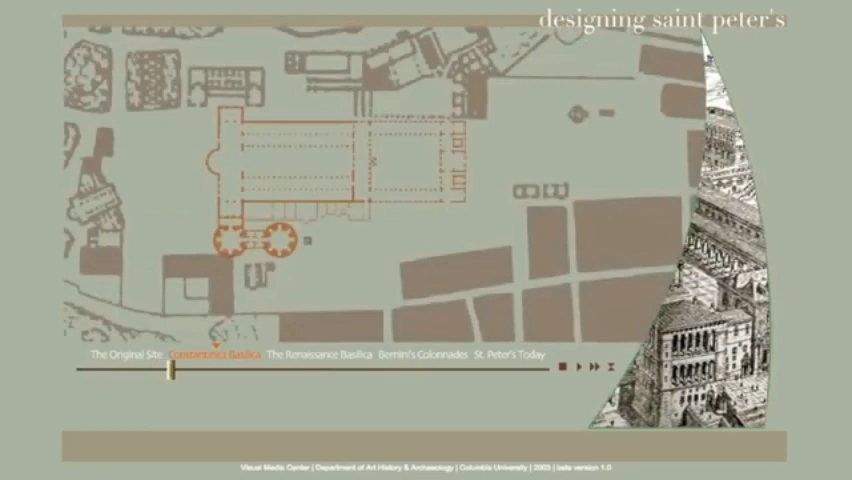 designing saint peter's
The Original Site Constantine's Basilica The Renaissance Basilica Bernini's Colonnades St. Peter's Today
Visual Media Center | Department of Art History & Archaeology | Columbia University | 2003 | beta version 1.0